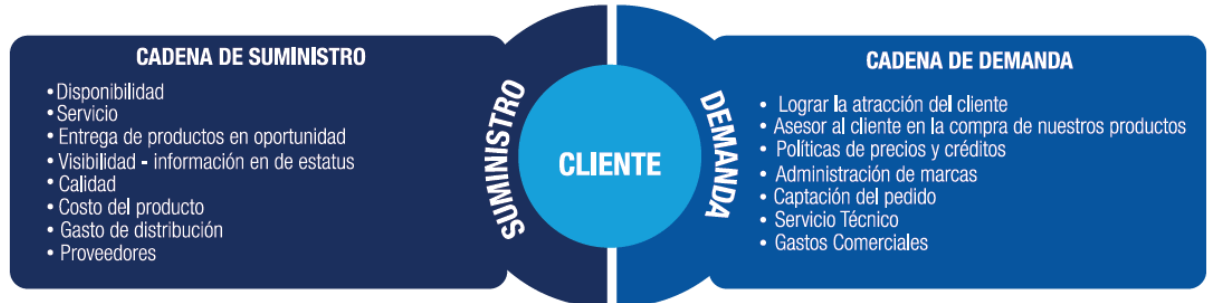 CADENA DE SUMINISTRO
• Disponibilidad
• Servicio
• Entrega de productos en oportunidad
• Visibilidad - información en de estatus
• Calidad
• Costo del producto
• Gasto de distribución
• Proveedores
SUMINISTRO
CLIENTE
DEMANDA
CADENA DE DEMANDA
• Lograr la atracción del cliente
• Asesor al cliente en la compra de nuestros productos
• Políticas de precios y créditos
• Administración de marcas
• Captación del pedido
• Servicio Técnico
• Gastos Comerciales